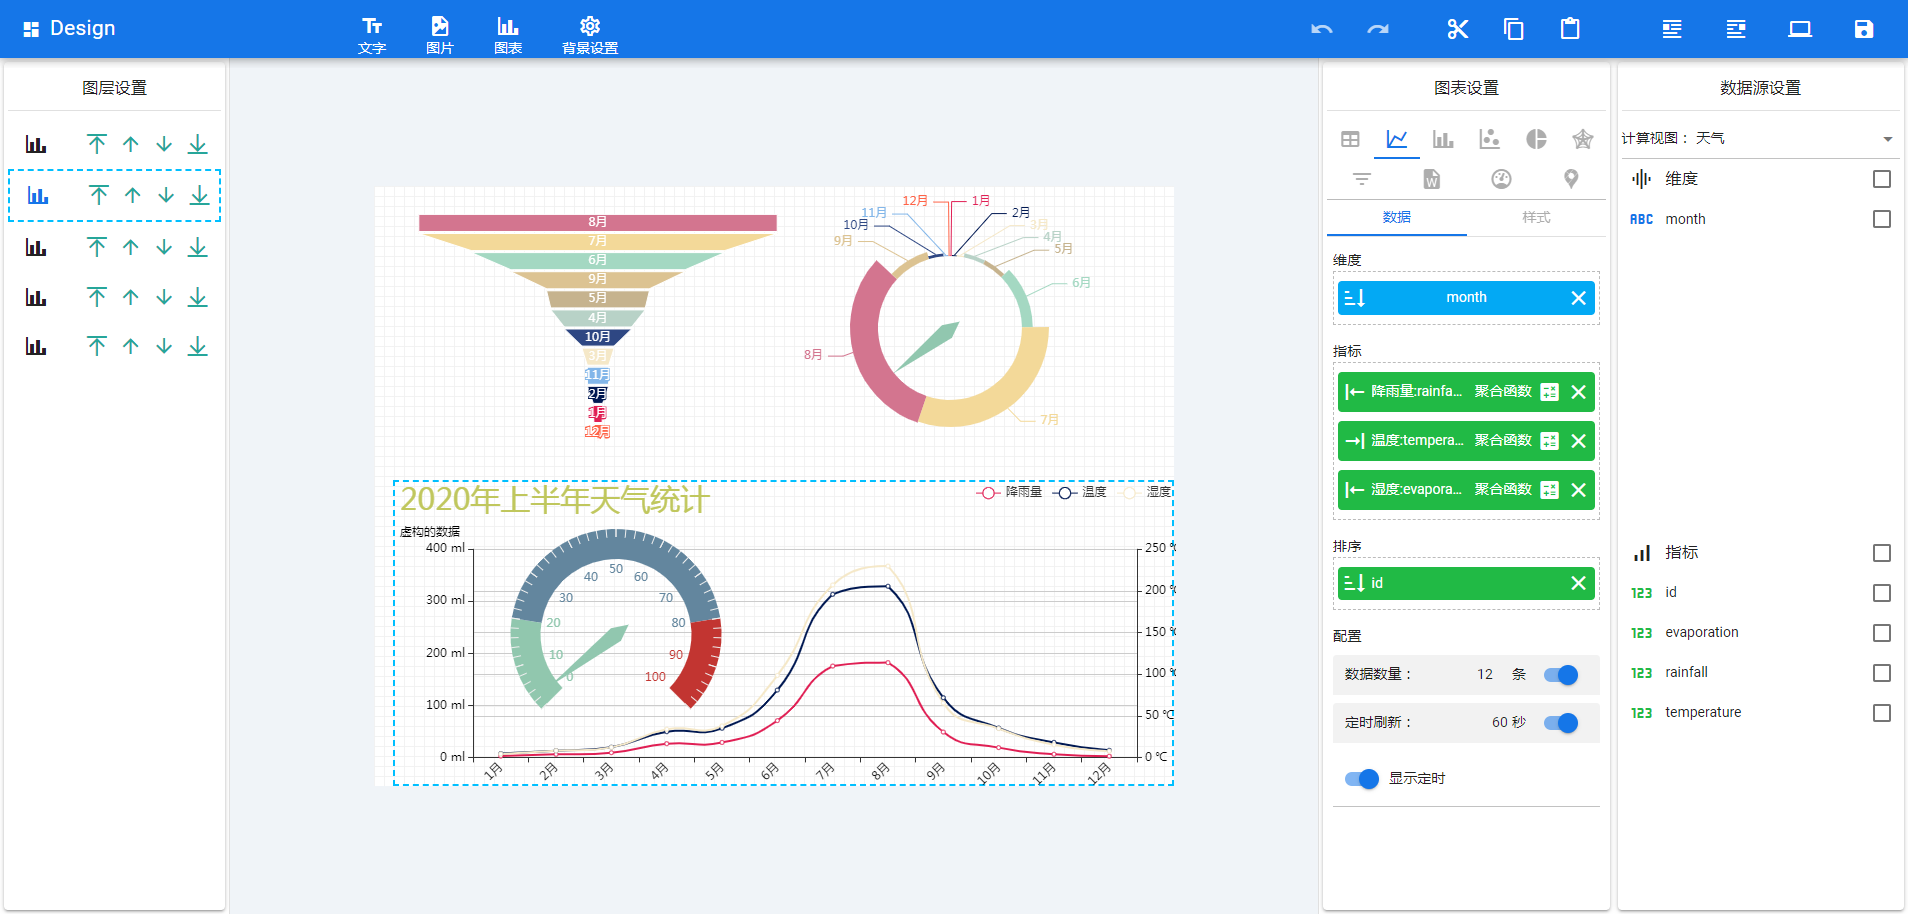 Design
文字
图片
图表
背景设置
图层设置
8月
7月
6月
9月
5月
4月
10月
3月
11月
2月
1月
12月
12月
1月
11月
2月
10月
3月
9月
4月
5月
6月
8月
7月
2020年上半年天气统计
降雨量
温度
湿度
虚构的数据
400 ml
300 ml
200 ml
100 ml
0 ml
250 °C
200 °C
150 °C
100 °C
50 °C
0 °C
0
10
20
30
40
50
60
70
80
90
100
1月
2月
3月
4月
5月
6月
7月
8月
9月
10月
11月
12月
图表设置
数据
样式
维度
month
指标
降雨量:rainfa... 聚合函数
温度:tempera... 聚合函数
湿度:evapora... 聚合函数
排序
id
配置
数据数量： 12 条
定时刷新： 60 秒
显示定时
数据源设置
计算视图： 天气
维度
ABC month
指标
123 id
123 evaporation
123 rainfall
123 temperature